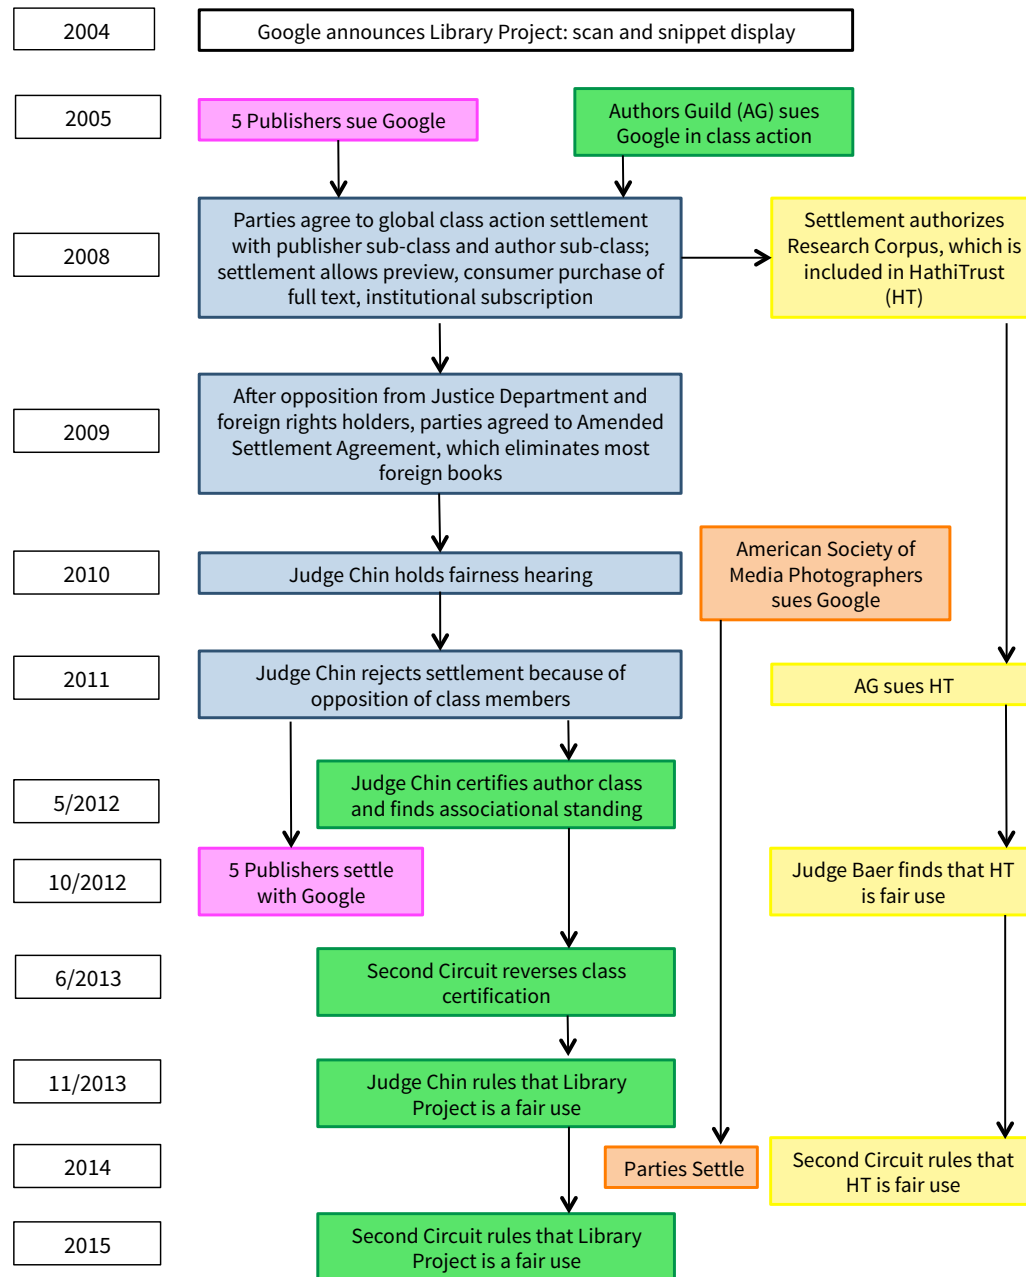 2004
Google announces Library Project: scan and snippet display
2005
5 Publishers sue Google
Authors Guild (AG) sues
Google in class action
2008
Parties agree to global class action settlement
with publisher sub-class and author sub-class;
settlement allows preview, consumer purchase of
full text, institutional subscription
Settlement authorizes
Research Corpus, which is
included in HathiTrust
(HT)
2009
After opposition from Justice Department and
foreign rights holders, parties agreed to Amended
Settlement Agreement, which eliminates most
foreign books
2010
Judge Chin holds fairness hearing
American Society of
Media Photographers
sues Google
2011
Judge Chin rejects settlement because of
opposition of class members
AG sues HT
5/2012
Judge Chin certifies author class
and finds associational standing
10/2012
5 Publishers settle
with Google
Judge Baer finds that HT
is fair use
6/2013
Second Circuit reverses class
certification
11/2013
Judge Chin rules that Library
Project is a fair use
2014
Parties Settle
Second Circuit rules that
HT is fair use
2015
Second Circuit rules that Library
Project is a fair use